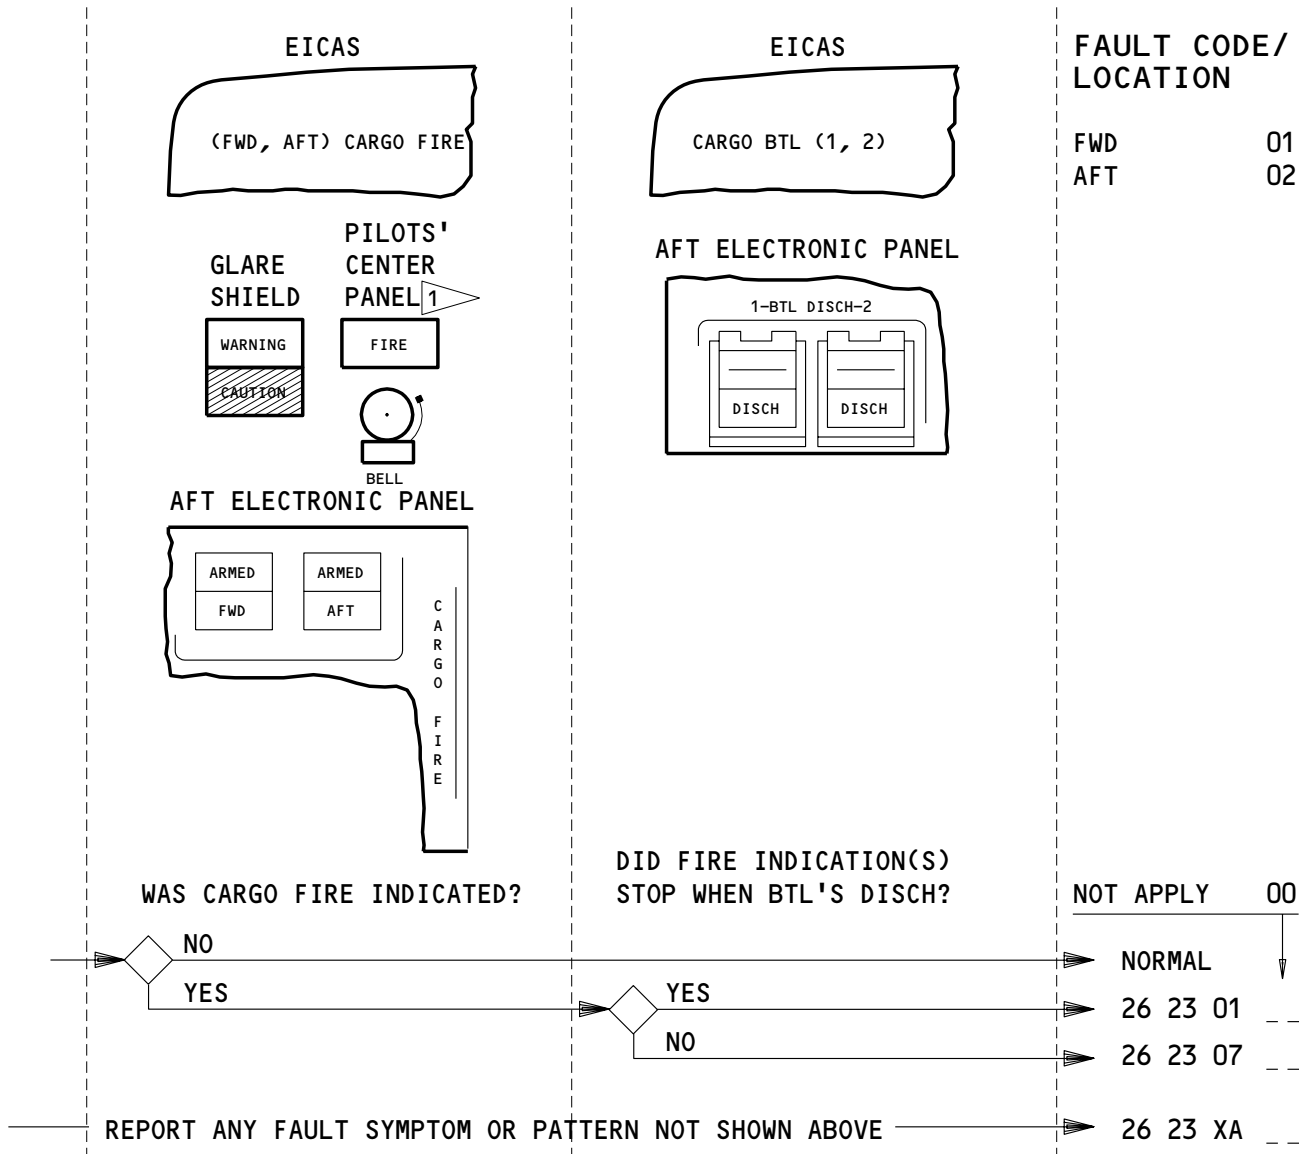 EICAS
(FWD, AFT) CARGO FIRE
GLARE
SHIELD
PILOTS'
CENTER
PANEL 1
WARNING
CAUTION
FIRE
BELL
AFT ELECTRONIC PANEL
ARMED
FWD
ARMED
AFT
CARGO FIRE
WAS CARGO FIRE INDICATED?
EICAS
CARGO BTL (1, 2)
AFT ELECTRONIC PANEL
1-BTL DISCH-2
DISCH
DISCH
DID FIRE INDICATION(S)
STOP WHEN BTL'S DISCH?
FAULT CODE/
LOCATION
FWD 01
AFT 02
NOT APPLY 00
NO
NORMAL
YES
YES
26 23 01 _ _
NO
26 23 07 _ _
REPORT ANY FAULT SYMPTOM OR PATTERN NOT SHOWN ABOVE
26 23 XA _ _